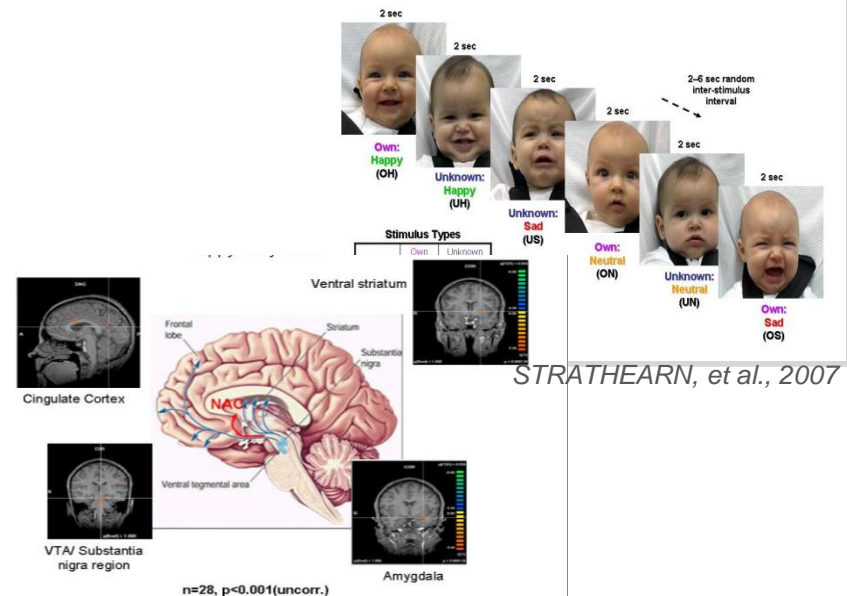 2 sec
2 sec
2 sec
2 sec
2 sec
2 sec
2–6 sec random
inter-stimulus
interval
Own:
Happy
(OH)
Unknown:
Happy
(UH)
Unknown:
Sad
(US)
Own:
Neutral
(ON)
Unknown:
Neutral
(UN)
Own:
Sad
(OS)
Stimulus Types
Own Unknown
STRATHEARN, et al., 2007
Ventral striatum
Cingulate Cortex
Frontal
lobe
Striatum
Substantia
nigra
NAC
Ventral tegmental area
VTA/ Substantia
nigra region
Amygdala
n=28, p<0.001(uncorr.)